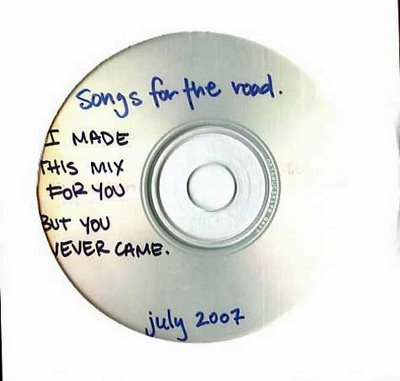 songs for the road.
I MADE
THIS MIX
FOR YOU
BUT YOU
NEVER CAME.
july 2007